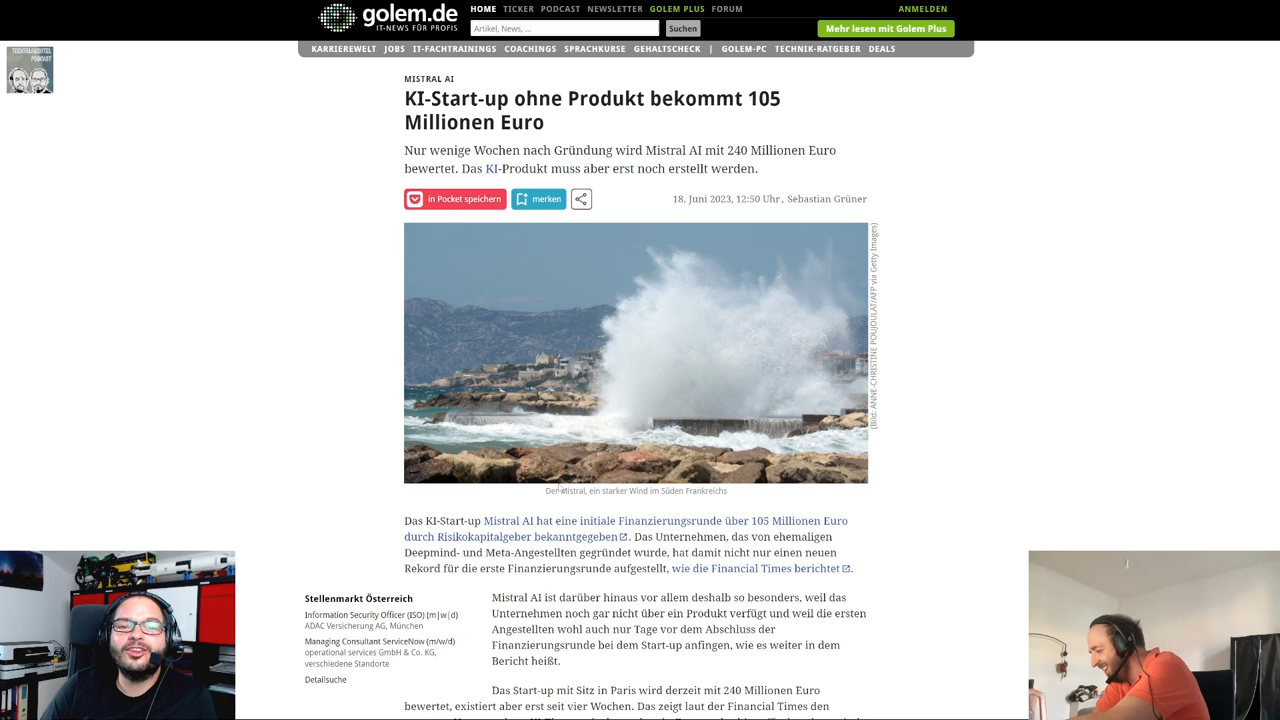 golem.de
IT-NEWS FÜR PROFIS
HOME TICKER PODCAST NEWSLETTER GOLEM PLUS FORUM
ANMELDEN
Artikel, News, ...
Suchen
Mehr lesen mit Golem Plus
KARRIEREWELT JOBS IT-FACHTRAININGS COACHINGS SPRACHKURSE GEHALTSCHECK | GOLEM-PC TECHNIK-RATGEBER DEALS
TECHTELMECHTEL
PODCAST
MISTRAL AI
KI-Start-up ohne Produkt bekommt 105
Millionen Euro
Nur wenige Wochen nach Gründung wird Mistral AI mit 240 Millionen Euro
bewertet. Das KI-Produkt muss aber erst noch erstellt werden.
in Pocket speichern
merken
18. Juni 2023, 12:50 Uhr, Sebastian Grüner
(Bild: ANNE-CHRISTINE POUJOULAT/AFP via Getty Images)
Der Mistral, ein starker Wind im Süden Frankreichs
Das KI-Start-up Mistral AI hat eine initiale Finanzierungsrunde über 105 Millionen Euro
durch Risikokapitalgeber bekanntgegeben. Das Unternehmen, das von ehemaligen
Deepmind- und Meta-Angestellten gegründet wurde, hat damit nicht nur einen neuen
Rekord für die erste Finanzierungsrunde aufgestellt, wie die Financial Times berichtet.
Stellenmarkt Österreich
Information Security Officer (ISO) (m|w|d)
ADAC Versicherung AG, München
Managing Consultant ServiceNow (m/w/d)
operational services GmbH & Co. KG,
verschiedene Standorte
Detailsuche
Mistral AI ist darüber hinaus vor allem deshalb so besonders, weil das
Unternehmen noch gar nicht über ein Produkt verfügt und weil die ersten
Angestellten wohl auch nur Tage vor dem Abschluss der
Finanzierungsrunde bei dem Start-up anfingen, wie es weiter in dem
Bericht heißt.
Das Start-up mit Sitz in Paris wird derzeit mit 240 Millionen Euro
bewertet, existiert aber erst seit vier Wochen. Das zeigt laut der Financial Times den